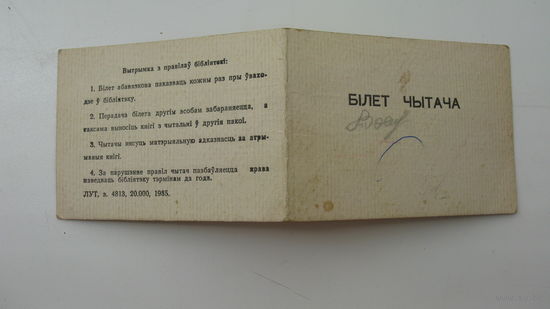 Вытрымка з правілаў бібліятэкі:
1. Білет абавязкова паказваць кожны раз пры ўвахо-
дзе ў бібліятэку.
2. Перадача білета другім асобам забараняецца, а
таксама выносіць кнігі з чытальні ў другія пакоі.
3. Чытачы нясуць матэрыяльную адказнасць за атры-
маныя кнігі.
4. За парушэнне правіл чытач пазбаўляецца права
наведваць бібліятэку тэрмінам да года.
ЛУТ, з. 4813, 20.000, 1985.
БІЛЕТ ЧЫТАЧА